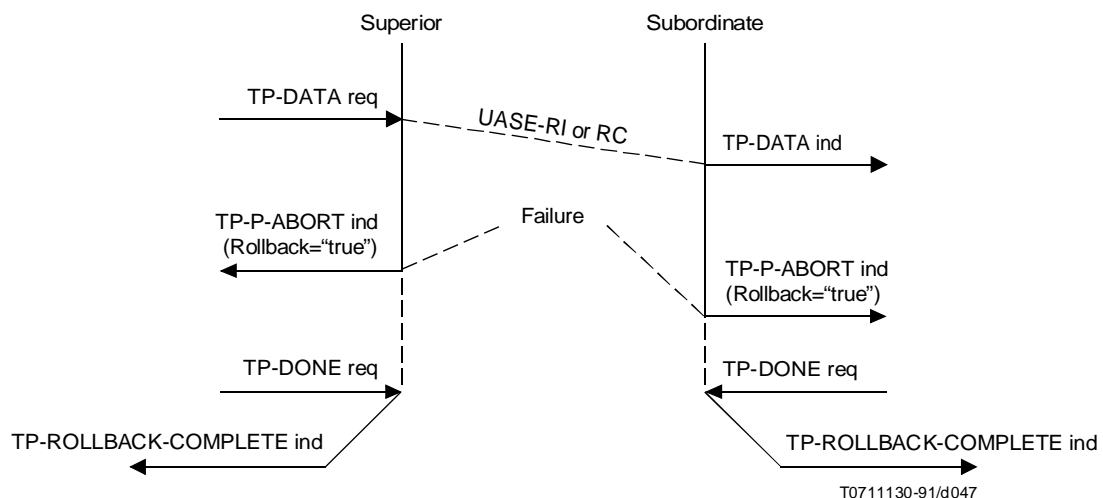 Superior
Subordinate
TP-DATA req
UASE-RI or RC
TP-DATA ind
TP-P-ABORT ind
(Rollback=“true”)
Failure
TP-P-ABORT ind
(Rollback=“true”)
TP-DONE req
TP-DONE req
TP-ROLLBACK-COMPLETE ind
TP-ROLLBACK-COMPLETE ind
T0711130-91/d047